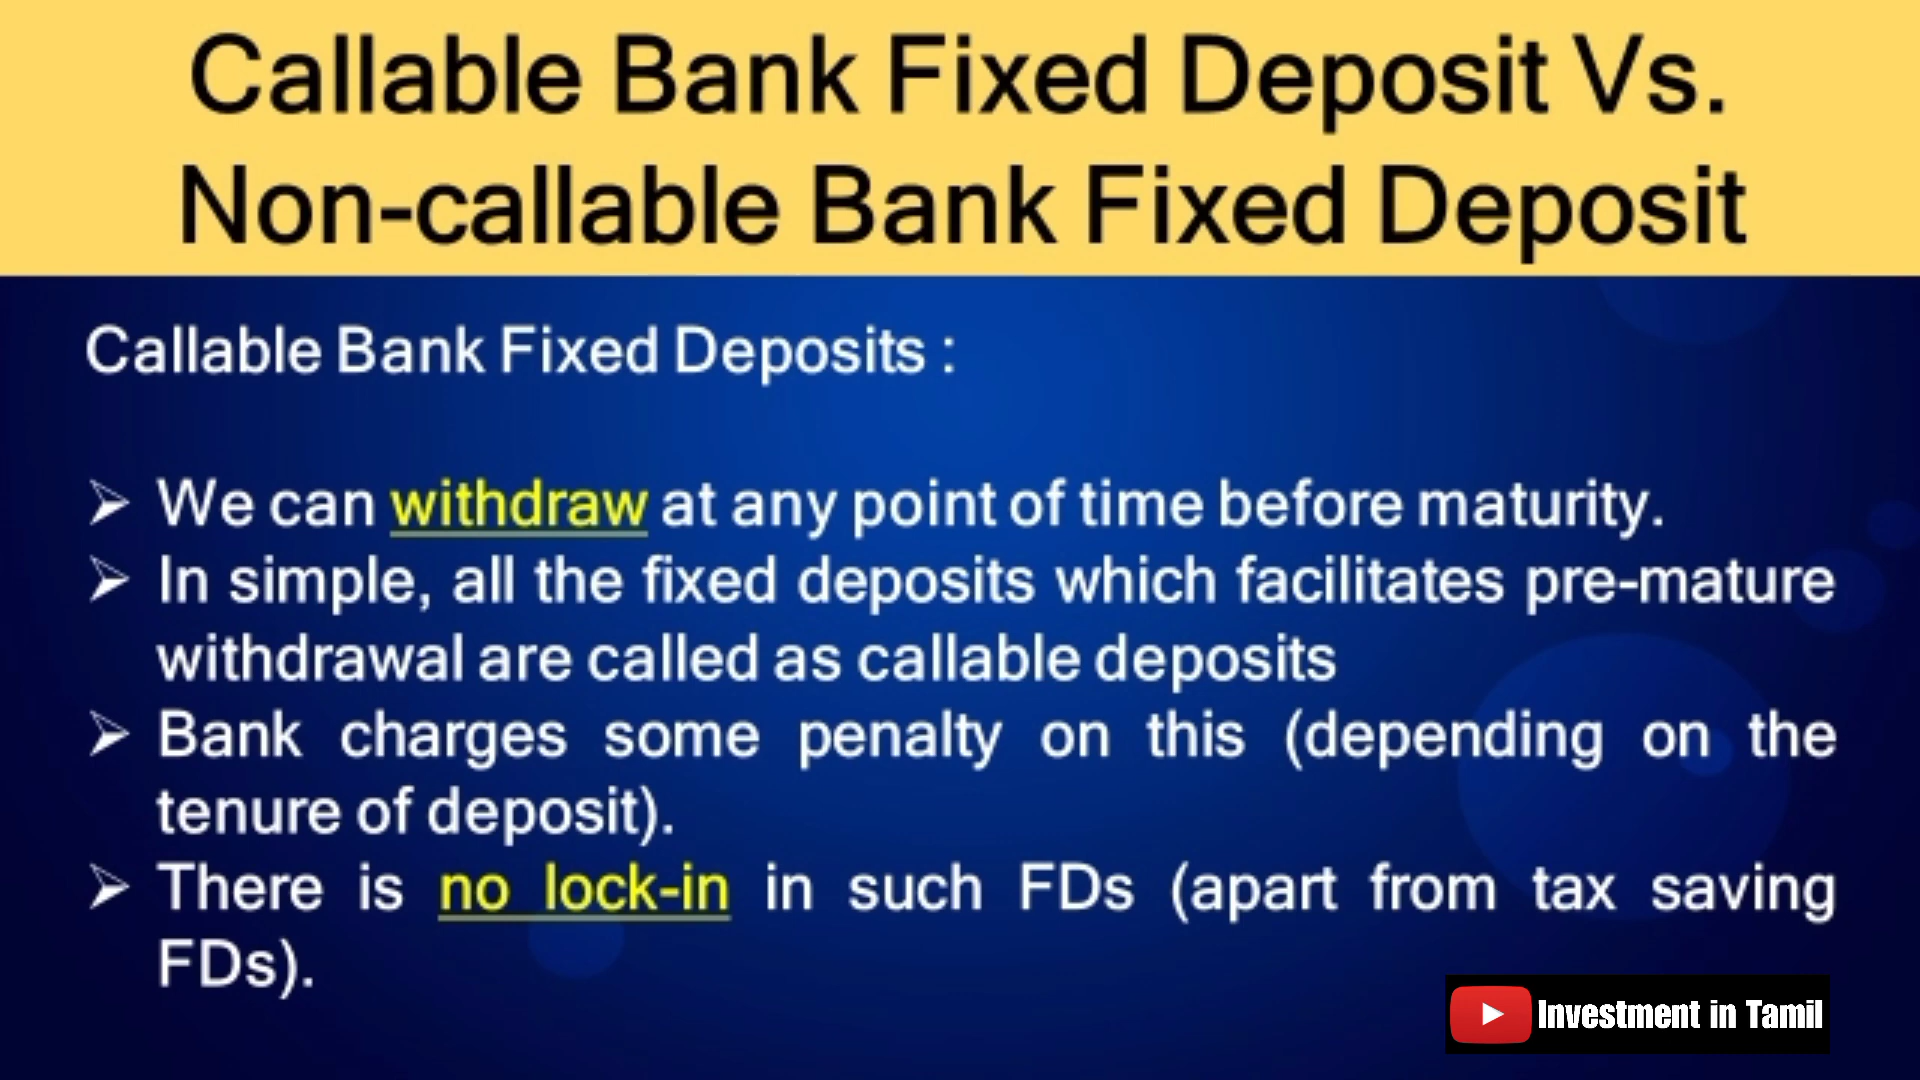 Callable Bank Fixed Deposit Vs.
Non-callable Bank Fixed Deposit
Callable Bank Fixed Deposits :
➢ We can withdraw at any point of time before maturity.
➢ In simple, all the fixed deposits which facilitates pre-mature
withdrawal are called as callable deposits
➢ Bank charges some penalty on this (depending on the
tenure of deposit).
➢ There is no lock-in in such FDs (apart from tax saving
FDs).
Investment in Tamil